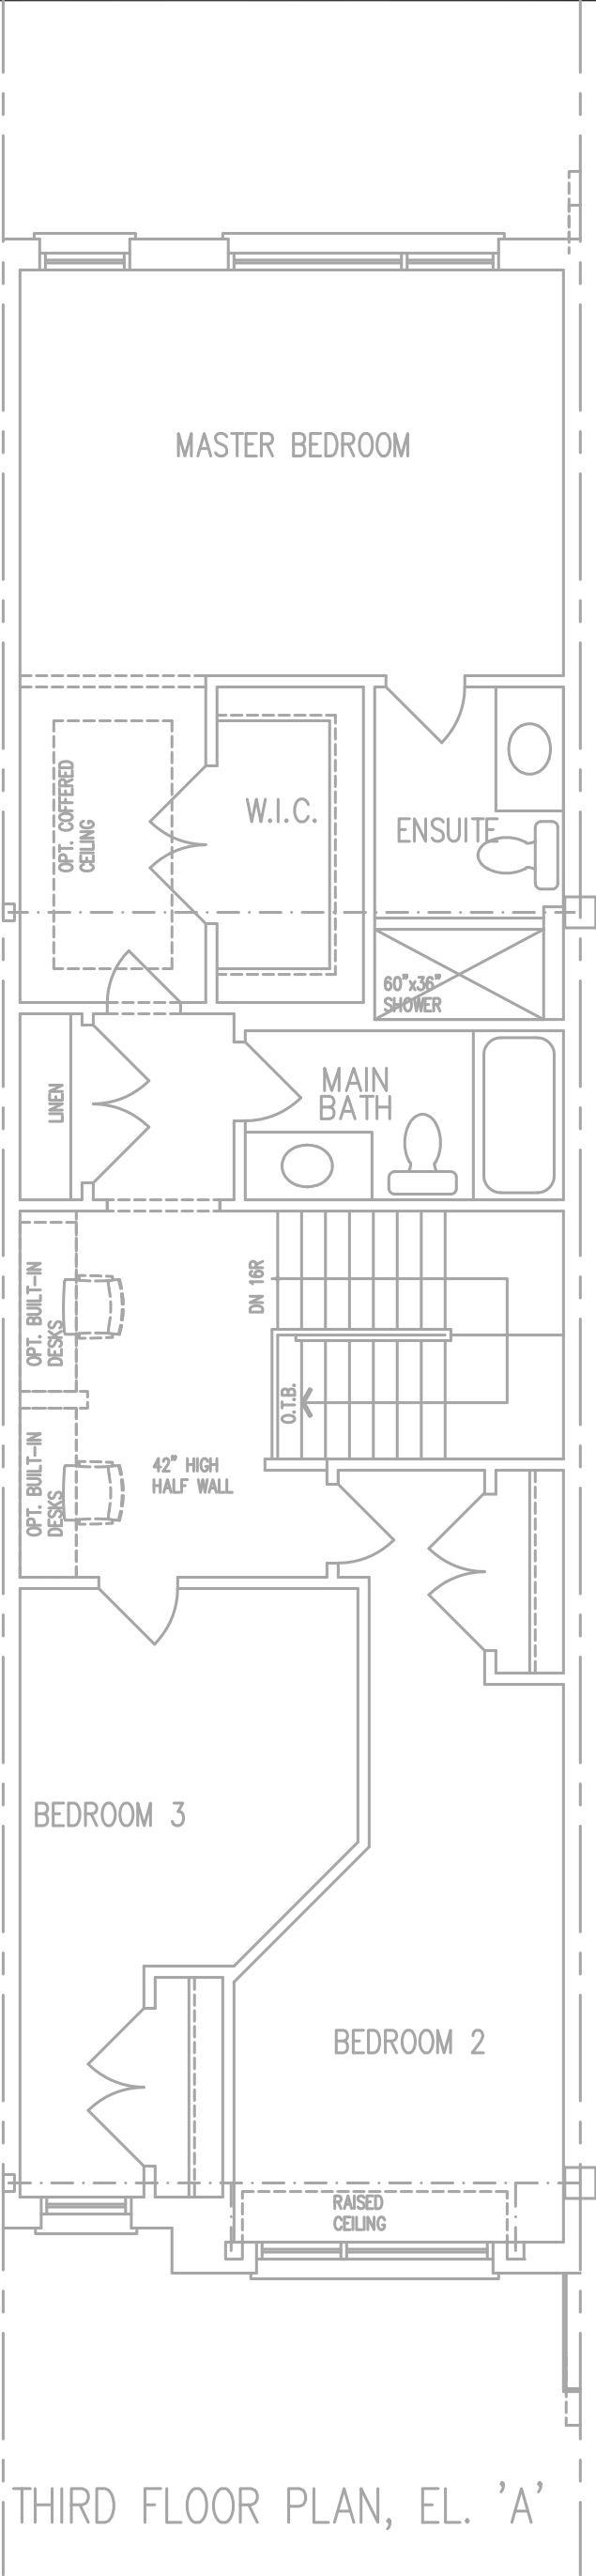 MASTER BEDROOM
OPT. COFFERED
CEILING
W.I.C.
ENSUITE
60"x36"
SHOWER
LINEN
MAIN
BATH
OPT. BUILT-IN
DESKS
DN 16R
O.T.B.
OPT. BUILT-IN
DESKS
42" HIGH
HALF WALL
BEDROOM 3
BEDROOM 2
RAISED
CEILING
THIRD FLOOR PLAN, EL. 'A'